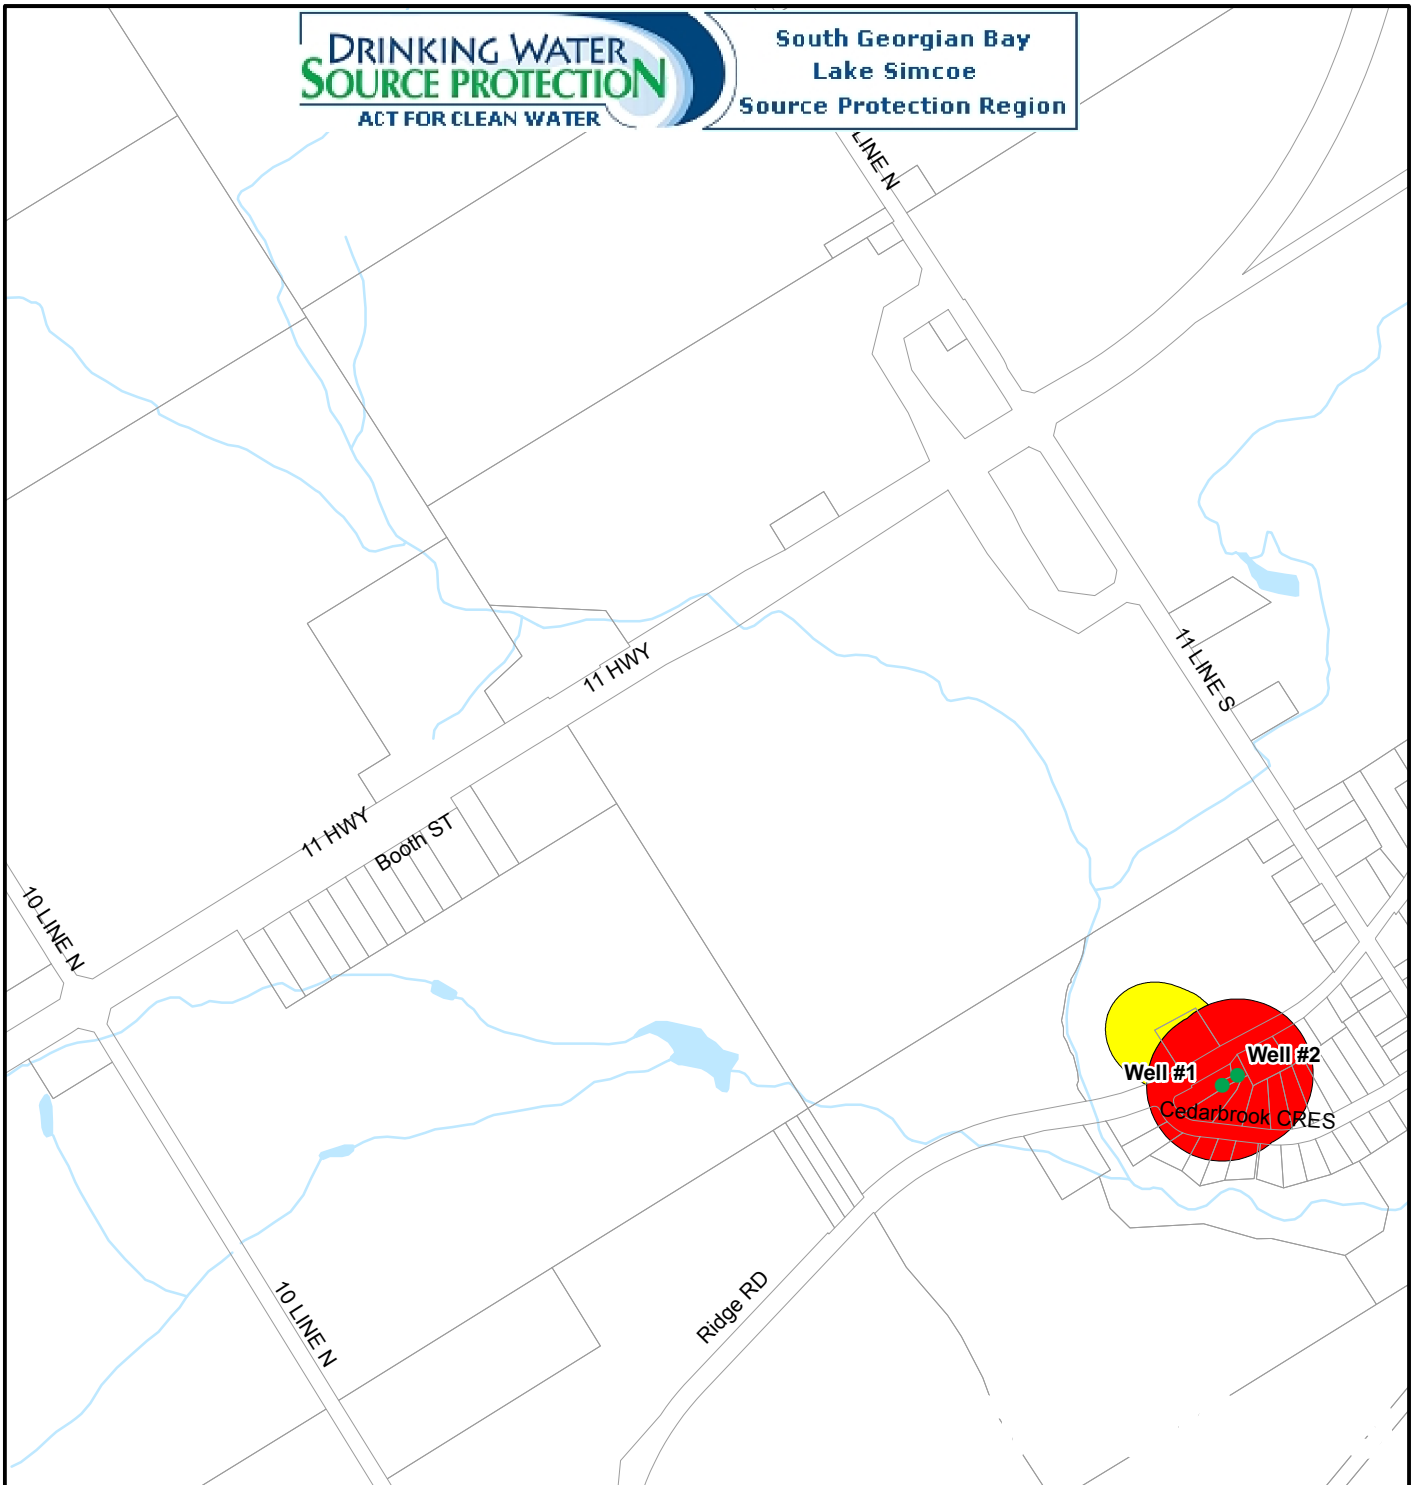 DRINKING WATER
SOURCE PROTECTION
ACT FOR CLEAN WATER
South Georgian Bay
Lake Simcoe
Source Protection Region
LINE N
11 HWY
11 LINE S
11 HWY
Booth ST
10 LINE N
Well #2
Well #1
Cedarbrook CRES
10 LINE N
Ridge RD